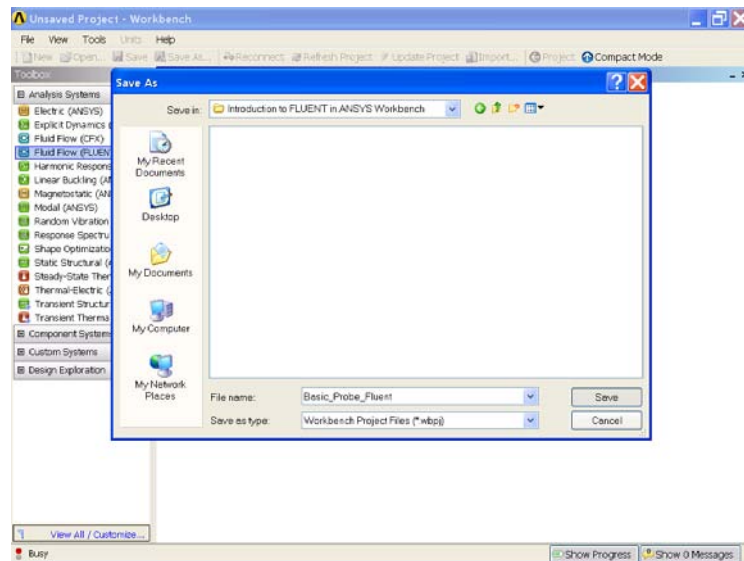 Unsaved Project - Workbench
File View Tools Units Help
New Open... Save Save As... Reconnect Refresh Project Update Project Import... Project Compact Mode
Toolbox
Analysis Systems
Electric (ANSYS)
Explicit Dynamics (
Fluid Flow (CFX)
Fluid Flow (FLUEN
Harmonic Respons
Linear Buckling (AN
Magnetostatic (AN
Modal (ANSYS)
Random Vibration
Response Spectru
Shape Optimizatio
Static Structural (
Steady-State Ther
Thermal-Electric (
Transient Structur
Transient Therma
Component Systems
Custom Systems
Design Exploration
View All / Customize...
Busy
Show Progress Show 0 Messages
Save As
Save in: Introduction to FLUENT in ANSYS Workbench
My Recent
Documents
Desktop
My Documents
My Computer
My Network
Places
File name: Basic_Probe_Fluent Save
Save as type: Workbench Project Files (*.wbpj) Cancel